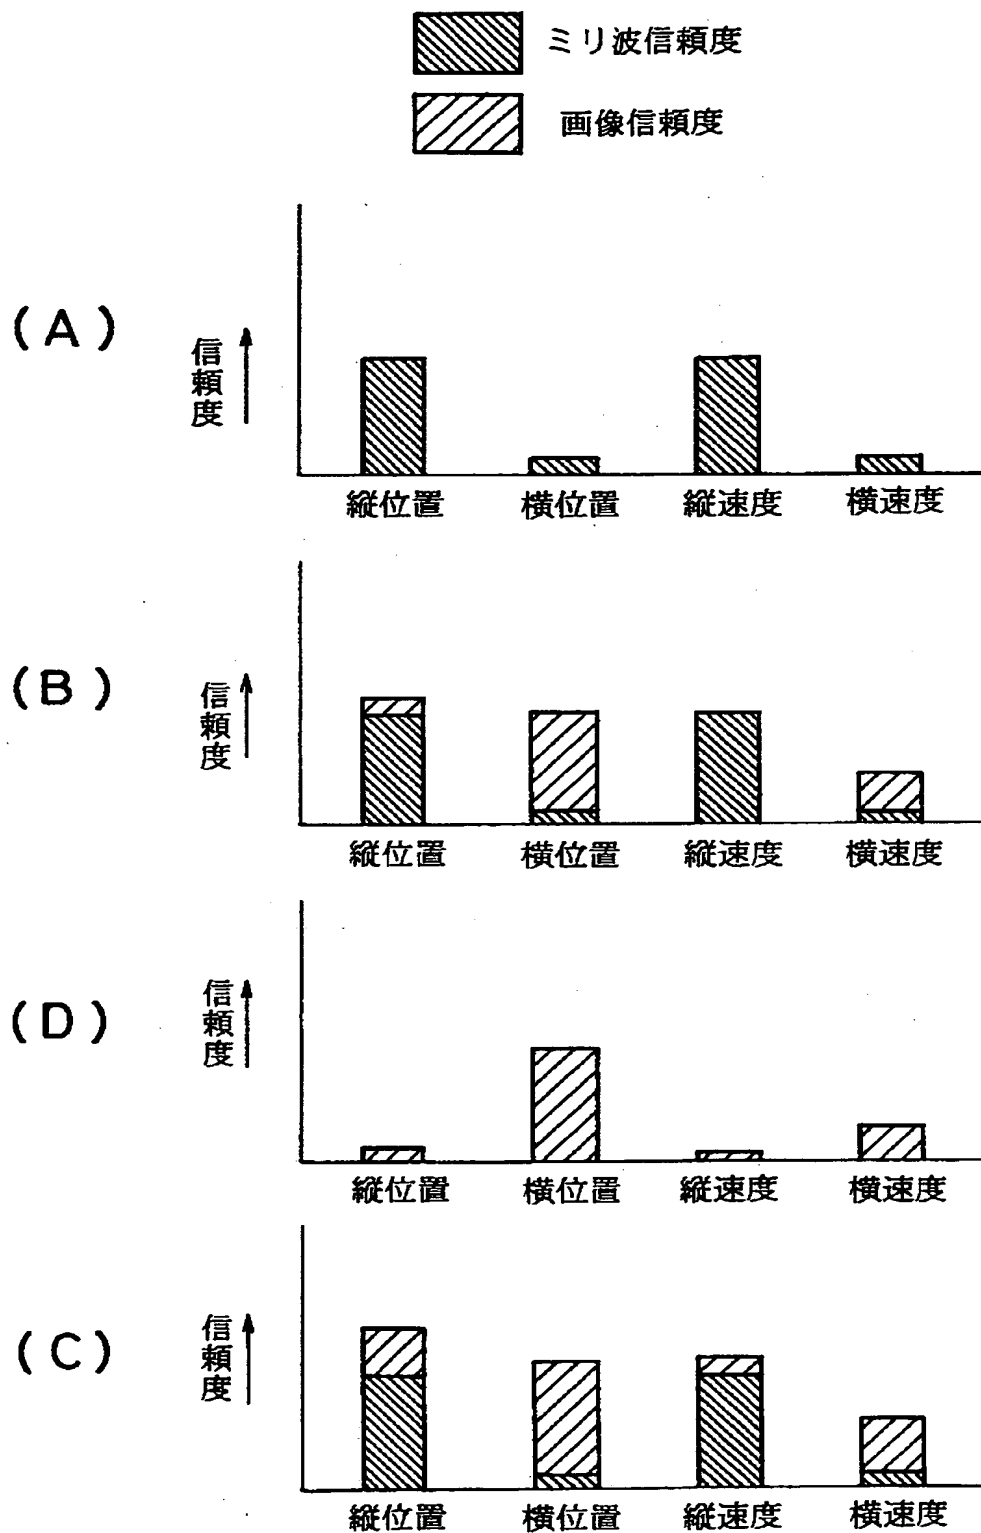 ミリ波信頼度
画像信頼度
(A)
信頼度
縦位置 横位置 縦速度 横速度
(B)
信頼度
縦位置 横位置 縦速度 横速度
(D)
信頼度
縦位置 横位置 縦速度 横速度
(C)
信頼度
縦位置 横位置 縦速度 横速度